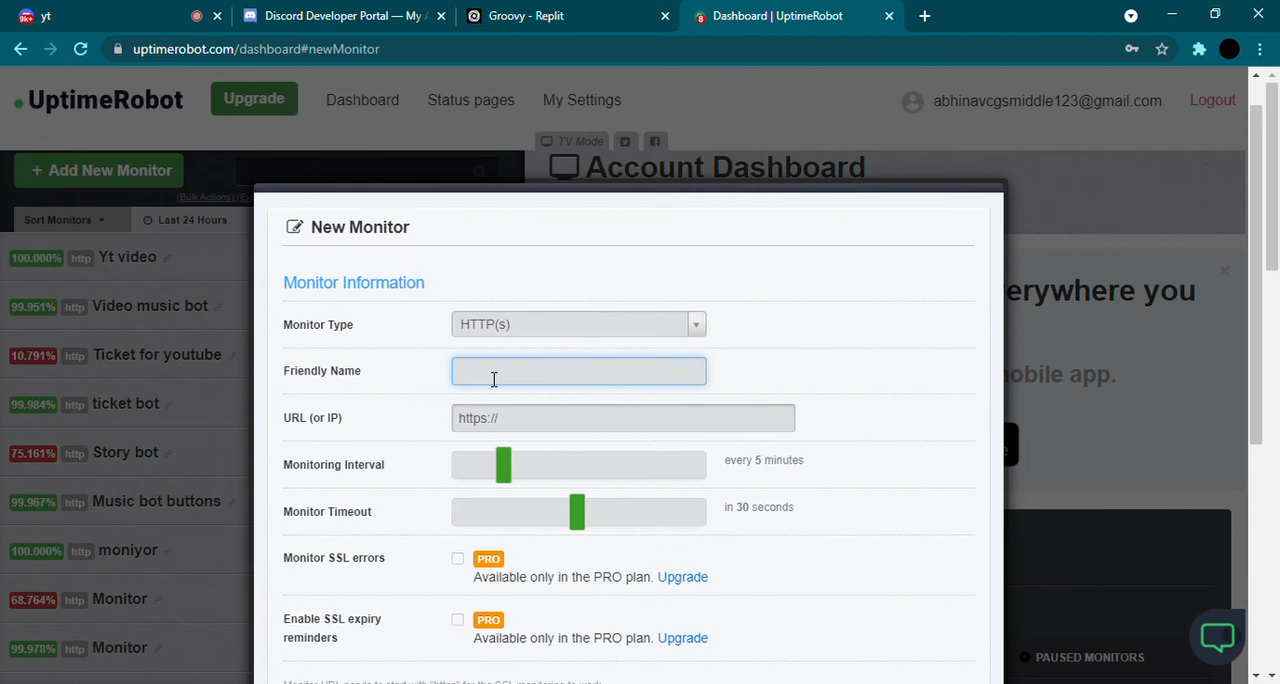 9k+ yt
Discord Developer Portal — My A
Groovy - Replit
8 Dashboard | UptimeRobot
uptimerobot.com/dashboard#newMonitor
UptimeRobot
Upgrade
Dashboard
Status pages
My Settings
abhinavcgsmiddle123@gmail.com
Logout
TV Mode
+ Add New Monitor
Account Dashboard
(Bulk Actions) (Ex
Sort Monitors
Last 24 Hours
New Monitor
100.000% http Yt video
Monitor Information
erywhere you
99.951% http Video music bot
Monitor Type HTTP(s)
10.791% http Ticket for youtube
Friendly Name
nobile app.
99.984% http ticket bot
URL (or IP) https://
75.161% http Story bot
Monitoring Interval every 5 minutes
99.967% http Music bot buttons
Monitor Timeout in 30 seconds
100.000% http moniyor
Monitor SSL errors PRO
Available only in the PRO plan. Upgrade
68.764% http Monitor
Enable SSL expiry reminders PRO
Available only in the PRO plan. Upgrade
99.978% http Monitor
PAUSED MONITORS